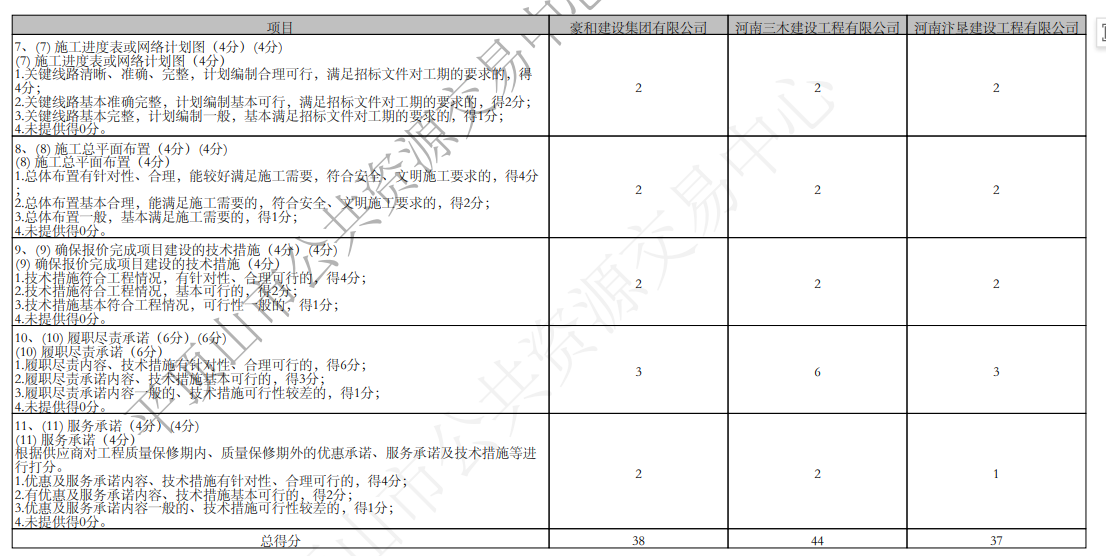 项目 豪和建设集团有限公司 河南三木建设工程有限公司 河南汴垦建设工程有限公司
7、(7) 施工进度表或网络计划图（4分）(4分)
(7) 施工进度表或网络计划图（4分）
1.关键线路清晰、准确、完整，计划编制合理可行，满足招标文件对工期的要求的，得
4分；
2.关键线路基本准确完整，计划编制基本可行，满足招标文件对工期的要求的，得2分；
3.关键线路基本完整，计划编制一般，基本满足招标文件对工期的要求的，得1分；
4.未提供得0分。
2 2 2
8、(8) 施工总平面布置（4分）(4分)
(8) 施工总平面布置（4分）
1.总体布置有针对性、合理，能较好满足施工需要，符合安全、文明施工要求的，得4分
；
2.总体布置基本合理，能满足施工需要的，符合安全、文明施工要求的，得2分；
3.总体布置一般，基本满足施工需要的，得1分；
4.未提供得0分。
2 2 2
9、(9) 确保报价完成项目建设的技术措施（4分）(4分)
(9) 确保报价完成项目建设的技术措施（4分）
1.技术措施符合工程情况，有针对性、合理可行的，得4分；
2.技术措施符合工程情况，基本可行的，得2分；
3.技术措施基本符合工程情况，可行性一般的，得1分；
4.未提供得0分。
2 2 2
10、(10) 履职尽责承诺（6分）(6分)
(10) 履职尽责承诺（6分）
1.履职尽责内容、技术措施有针对性、合理可行的，得6分；
2.履职尽责承诺内容、技术措施基本可行的，得3分；
3.履职尽责承诺内容一般的、技术措施可行性较差的，得1分；
4.未提供得0分。
3 6 3
11、(11) 服务承诺（4分）(4分)
(11) 服务承诺（4分）
根据供应商对工程质量保修期内、质量保修期外的优惠承诺、服务承诺及技术措施等进
行打分。
1.优惠及服务承诺内容、技术措施有针对性、合理可行的，得4分；
2.有优惠及服务承诺内容、技术措施基本可行的，得2分；
3.优惠及服务承诺内容一般的、技术措施可行性较差的，得1分；
4.未提供得0分。
2 2 1
总得分 38 44 37
平顶山市公共资源交易中心
平顶山市公共资源交易中心